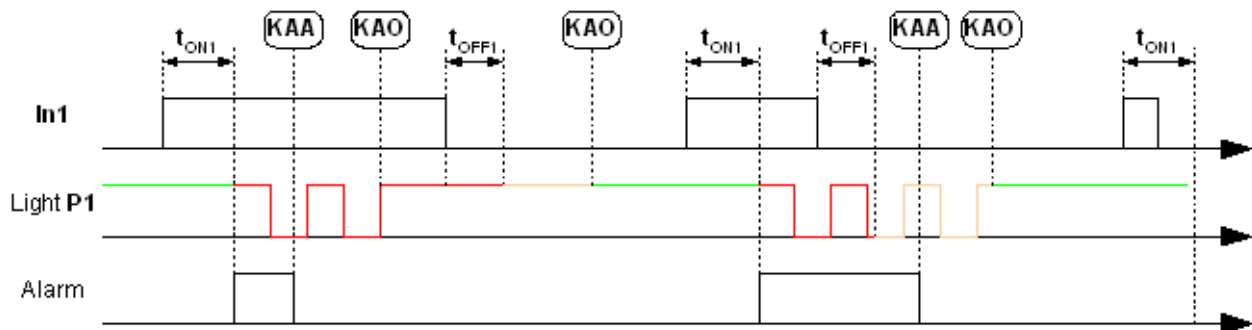 KAA KAO KAO KAA KAO
tON1 tOFF1 tON1 tOFF1 tON1
In1
Light P1
Alarm